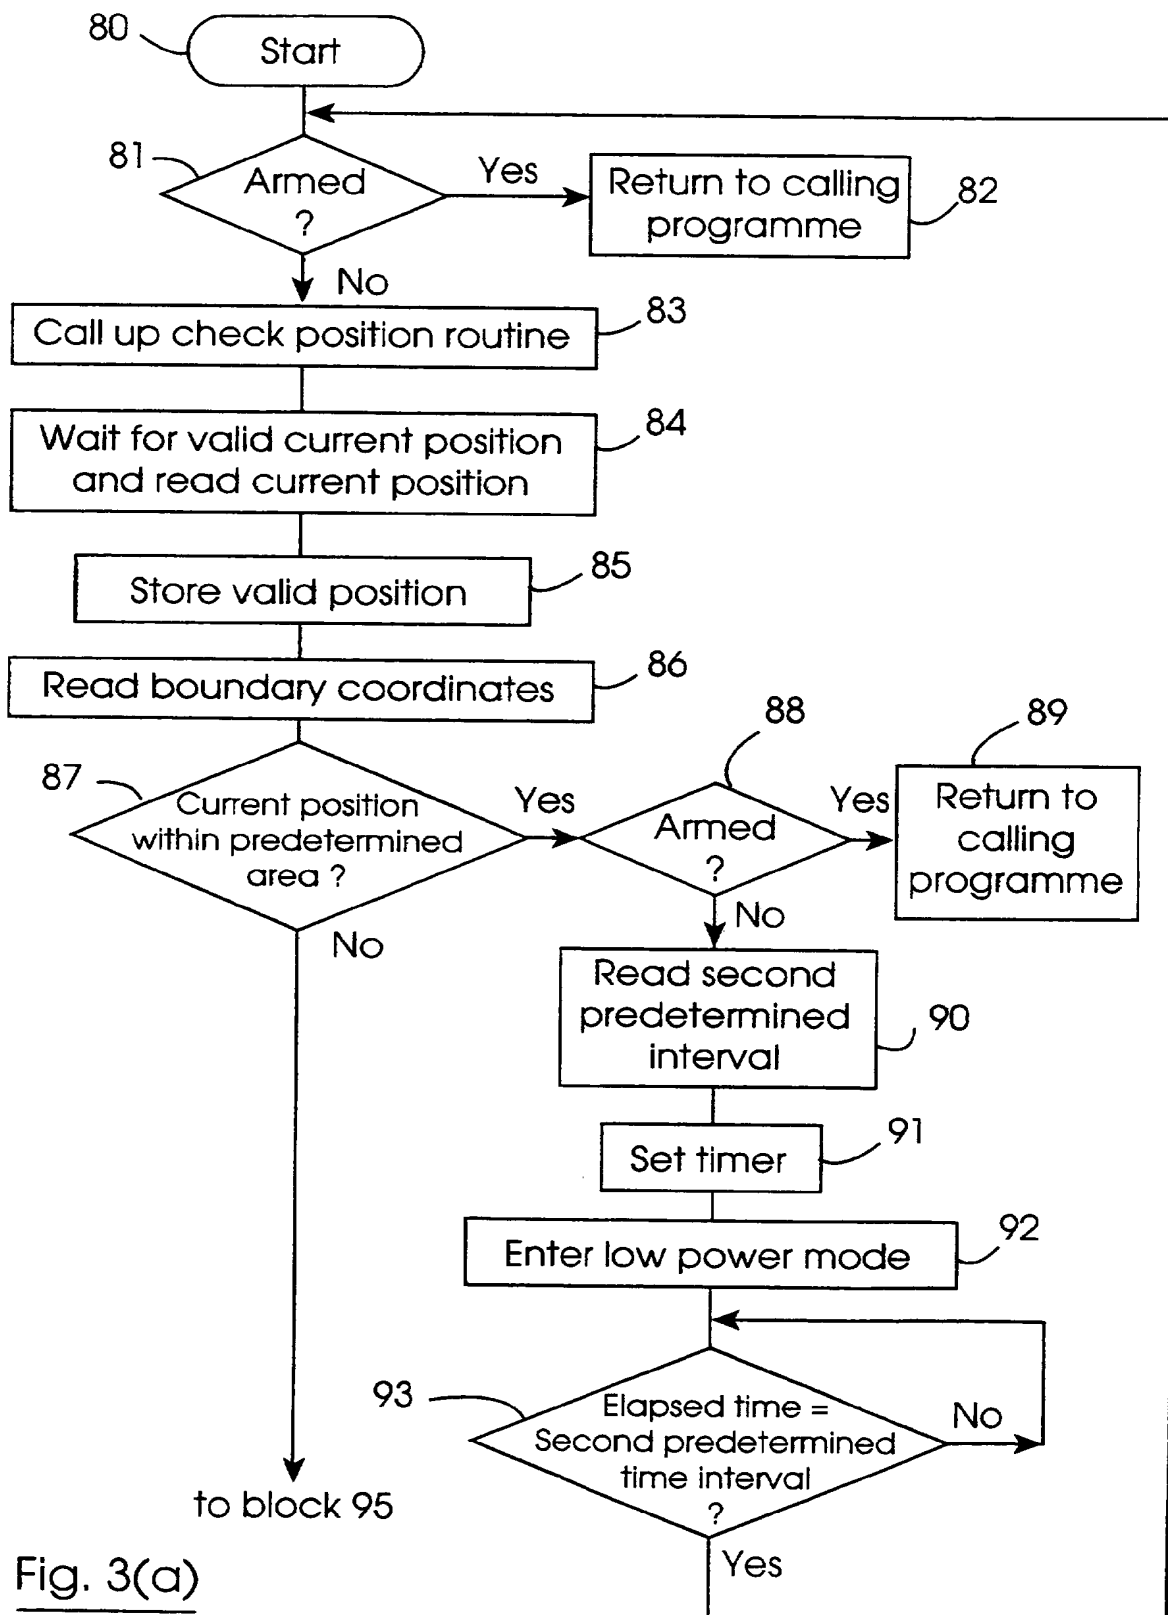 80
Start
81
Armed
?
Yes
Return to calling
programme
82
No
Call up check position routine
83
Wait for valid current position
and read current position
84
Store valid position
85
Read boundary coordinates
86
87
Current position
within predetermined
area ?
Yes
88
Armed
?
Yes
89
Return to
calling
programme
No
No
Read second
predetermined
interval
90
Set timer
91
Enter low power mode
92
93
Elapsed time =
Second predetermined
time interval
?
No
to block 95
Yes
Fig. 3(a)